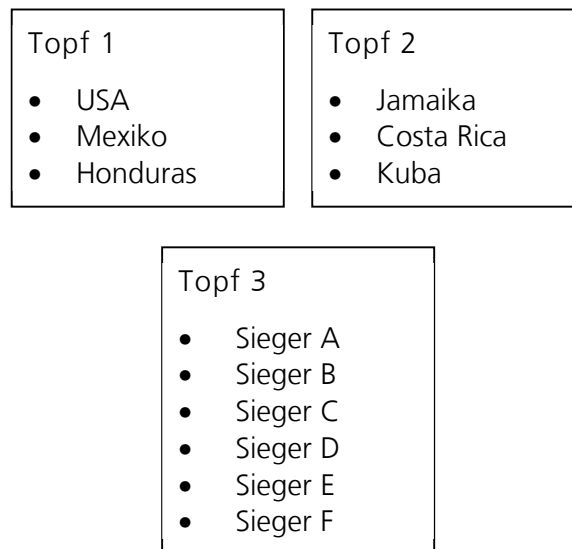 Topf 1
• USA
• Mexiko
• Honduras
Topf 2
• Jamaika
• Costa Rica
• Kuba
Topf 3
• Sieger A
• Sieger B
• Sieger C
• Sieger D
• Sieger E
• Sieger F